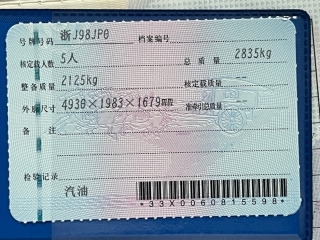 号牌号码 浙J98JP0 档案编号
核定载人数 5人 总 质 量 2835kg
整备质量 2125kg 核定载质量 --
外廓尺寸 4930×1983×1679mm 准牵引总质量 --
备 注
检验记录
汽油
*33X0060815598*